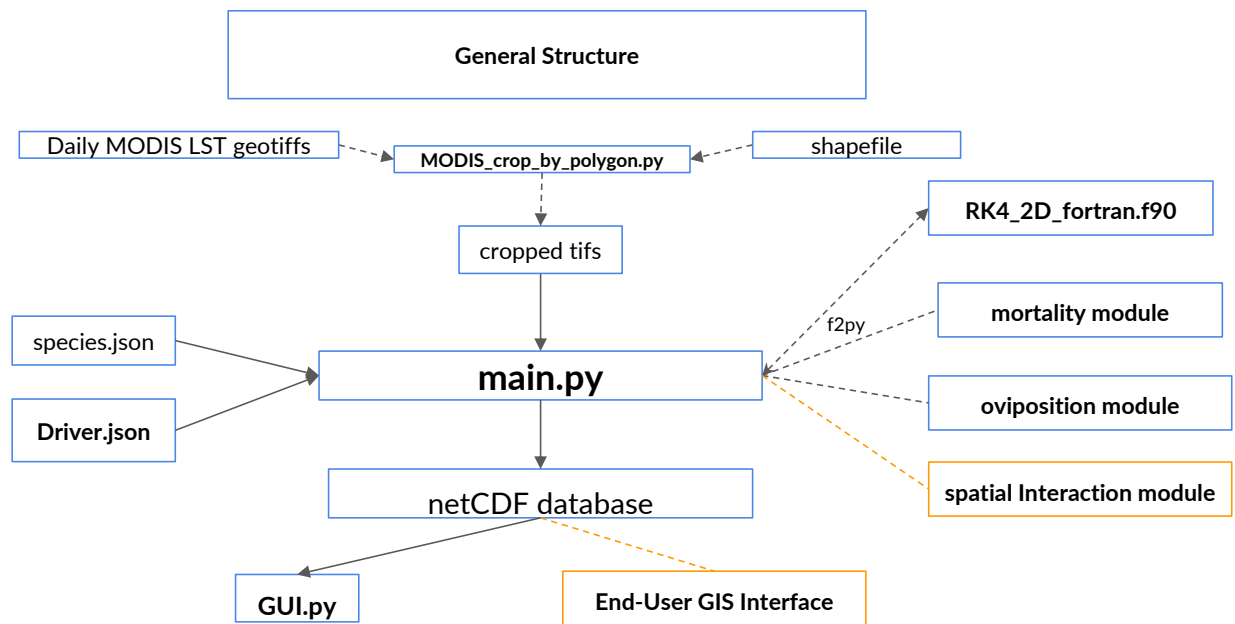 General Structure
Daily MODIS LST geotiffs
MODIS_crop_by_polygon.py
shapefile
RK4_2D_fortran.f90
cropped tifs
mortality module
f2py
species.json
main.py
oviposition module
Driver.json
spatial Interaction module
netCDF database
GUI.py
End-User GIS Interface